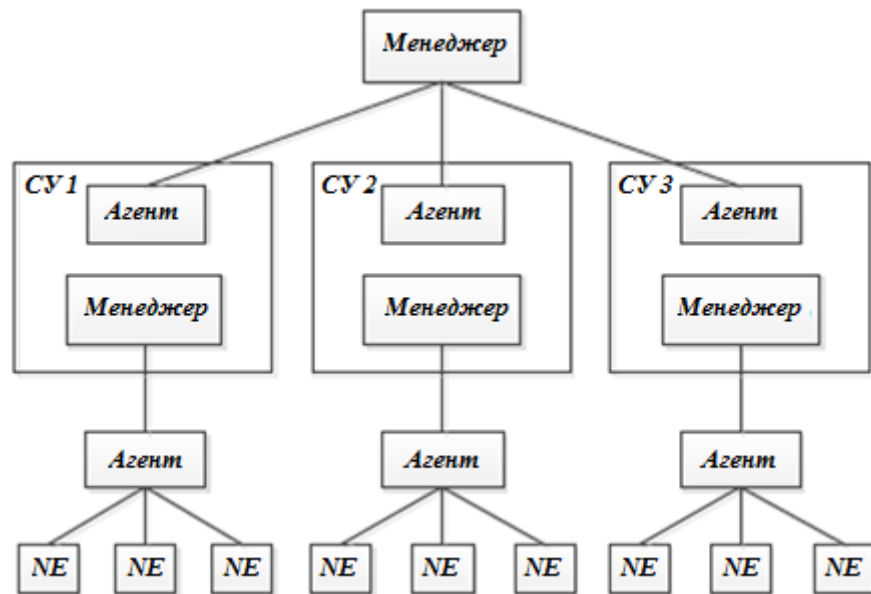 Менеджер
СУ 1
СУ 2
СУ 3
Агент
Агент
Агент
Менеджер
Менеджер
Менеджер
Агент
Агент
Агент
NE
NE
NE
NE
NE
NE
NE
NE
NE